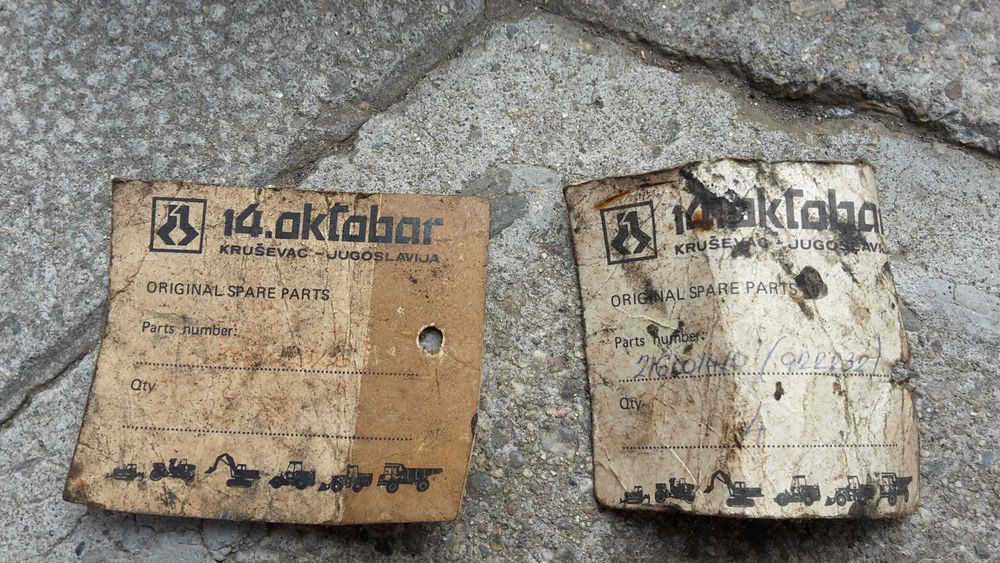 14.oktobar
KRUŠEVAC - JUGOSLAVIJA
ORIGINAL SPARE PARTS
Parts number:
Qty
14.oktobar
KRUŠEVAC - JUGOSLAVIJA
ORIGINAL SPARE PARTS
Parts number:
Qty
4